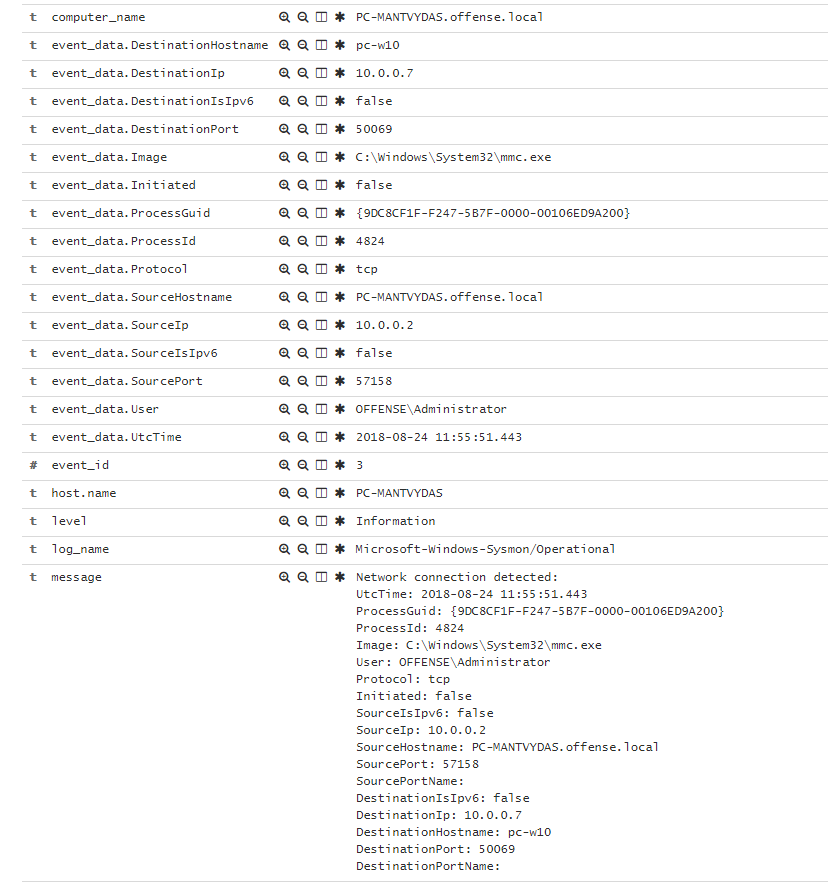 t computer_name PC-MANTVYDAS.offense.local
t event_data.DestinationHostname pc-w10
t event_data.DestinationIp 10.0.0.7
t event_data.DestinationIsIpv6 false
t event_data.DestinationPort 50069
t event_data.Image C:\Windows\System32\mmc.exe
t event_data.Initiated false
t event_data.ProcessGuid {9DC8CF1F-F247-5B7F-0000-00106ED9A200}
t event_data.ProcessId 4824
t event_data.Protocol tcp
t event_data.SourceHostname PC-MANTVYDAS.offense.local
t event_data.SourceIp 10.0.0.2
t event_data.SourceIsIpv6 false
t event_data.SourcePort 57158
t event_data.User OFFENSE\Administrator
t event_data.UtcTime 2018-08-24 11:55:51.443
# event_id 3
t host.name PC-MANTVYDAS
t level Information
t log_name Microsoft-Windows-Sysmon/Operational
t message Network connection detected:
UtcTime: 2018-08-24 11:55:51.443
ProcessGuid: {9DC8CF1F-F247-5B7F-0000-00106ED9A200}
ProcessId: 4824
Image: C:\Windows\System32\mmc.exe
User: OFFENSE\Administrator
Protocol: tcp
Initiated: false
SourceIsIpv6: false
SourceIp: 10.0.0.2
SourceHostname: PC-MANTVYDAS.offense.local
SourcePort: 57158
SourcePortName:
DestinationIsIpv6: false
DestinationIp: 10.0.0.7
DestinationHostname: pc-w10
DestinationPort: 50069
DestinationPortName: